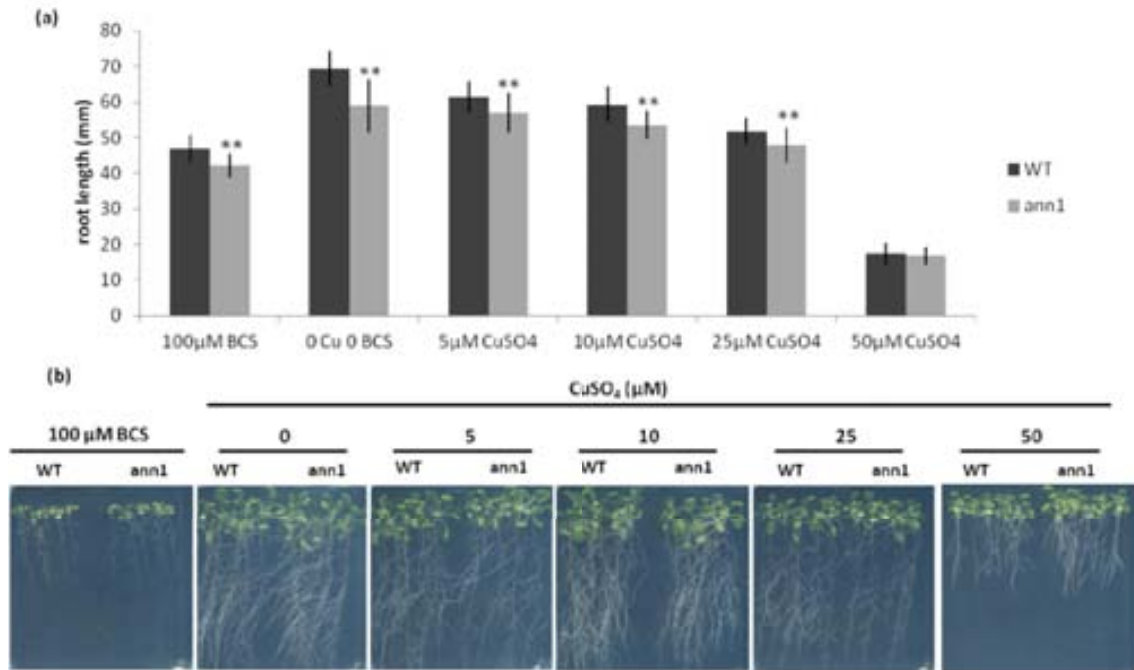 (a)
80
70
60
50
40
30
20
10
0
root length (mm)
**
**
**
**
**
WT
ann1
100µM BCS
0 Cu 0 BCS
5µM CuSO4
10µM CuSO4
25µM CuSO4
50µM CuSO4
(b)
CuSO₄ (µM)
100 µM BCS
0
5
10
25
50
WT ann1
WT ann1
WT ann1
WT ann1
WT ann1
WT ann1